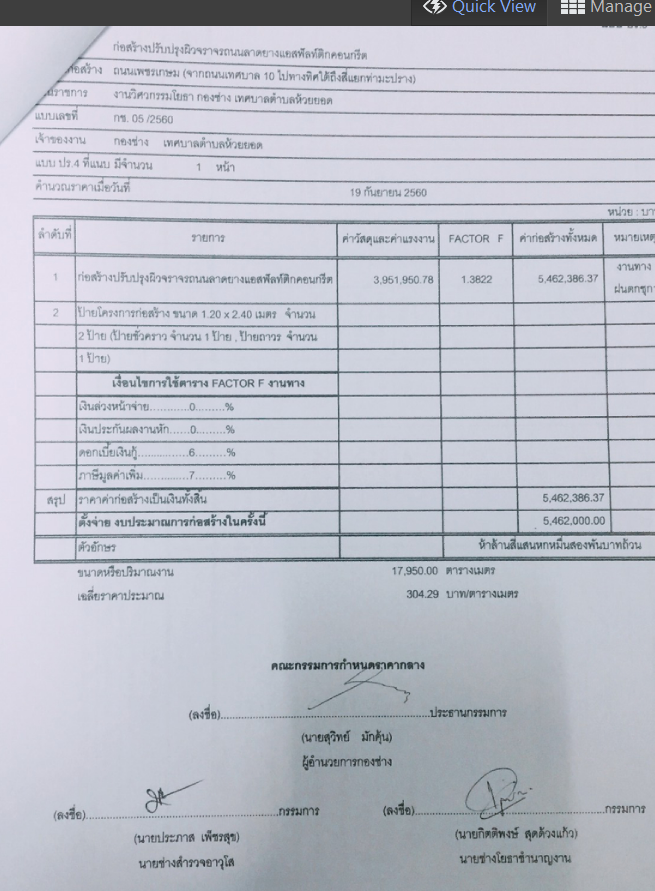 Quick View Manage
ก่อสร้างปรับปรุงผิวจราจรถนนลาดยางแอสฟัลท์ติกคอนกรีต
ก่อสร้าง ถนนเพชรเกษม (จากถนนเทศบาล 10 ไปทางทิศใต้ถึงสี่แยกท่ามะปราง)
งานวิศวกรรมโยธา กองช่าง เทศบาลตำบลห้วยยอด
แบบเลขที่ กช. 05 /2560
เจ้าของงาน กองช่าง เทศบาลตำบลห้วยยอด
แบบ ปร.4 ที่แนบ มีจำนวน 1 หน้า
คำนวณราคาเมื่อวันที่ 19 กันยายน 2560
หน่วย : บา
ลำดับที่ รายการ ค่าวัสดุและค่าแรงงาน FACTOR F ค่าก่อสร้างทั้งหมด หมายเหตุ
1 ก่อสร้างปรับปรุงผิวจราจรถนนลาดยางแอสฟัลท์ติกคอนกรีต 3,951,950.78 1.3822 5,462,386.37 งานทาง
ฝนตกชุก
2 ป้ายโครงการก่อสร้าง ขนาด 1.20 x 2.40 เมตร จำนวน
2 ป้าย (ป้ายชั่วคราว จำนวน 1 ป้าย , ป้ายถาวร จำนวน
1 ป้าย)
เงื่อนไขการใช้ตาราง FACTOR F งานทาง
เงินล่วงหน้าจ่าย............0.........%
เงินประกันผลงานหัก......0.........%
ดอกเบี้ยเงินกู้...............6.........%
ภาษีมูลค่าเพิ่ม..............7.........%
สรุป ราคาค่าก่อสร้างเป็นเงินทั้งสิ้น 5,462,386.37
ตั้งจ่าย งบประมาณการก่อสร้างในครั้งนี้ 5,462,000.00
ตัวอักษร ห้าล้านสี่แสนหกหมื่นสองพันบาทถ้วน
ขนาดหรือปริมาณงาน 17,950.00 ตารางเมตร
เฉลี่ยราคาประมาณ 304.29 บาท/ตารางเมตร
คณะกรรมการกำหนดราคากลาง
(ลงชื่อ)............................................................ประธานกรรมการ
(นายสุวิทย์ มักคุ้น)
ผู้อำนวยการกองช่าง
(ลงชื่อ).......................................................กรรมการ (ลงชื่อ).......................................................กรรมการ
(นายประภาส เพ็ชรสุข) (นายกิตติพงษ์ สุดด้วงแก้ว)
นายช่างสำรวจอาวุโส นายช่างโยธาชำนาญงาน